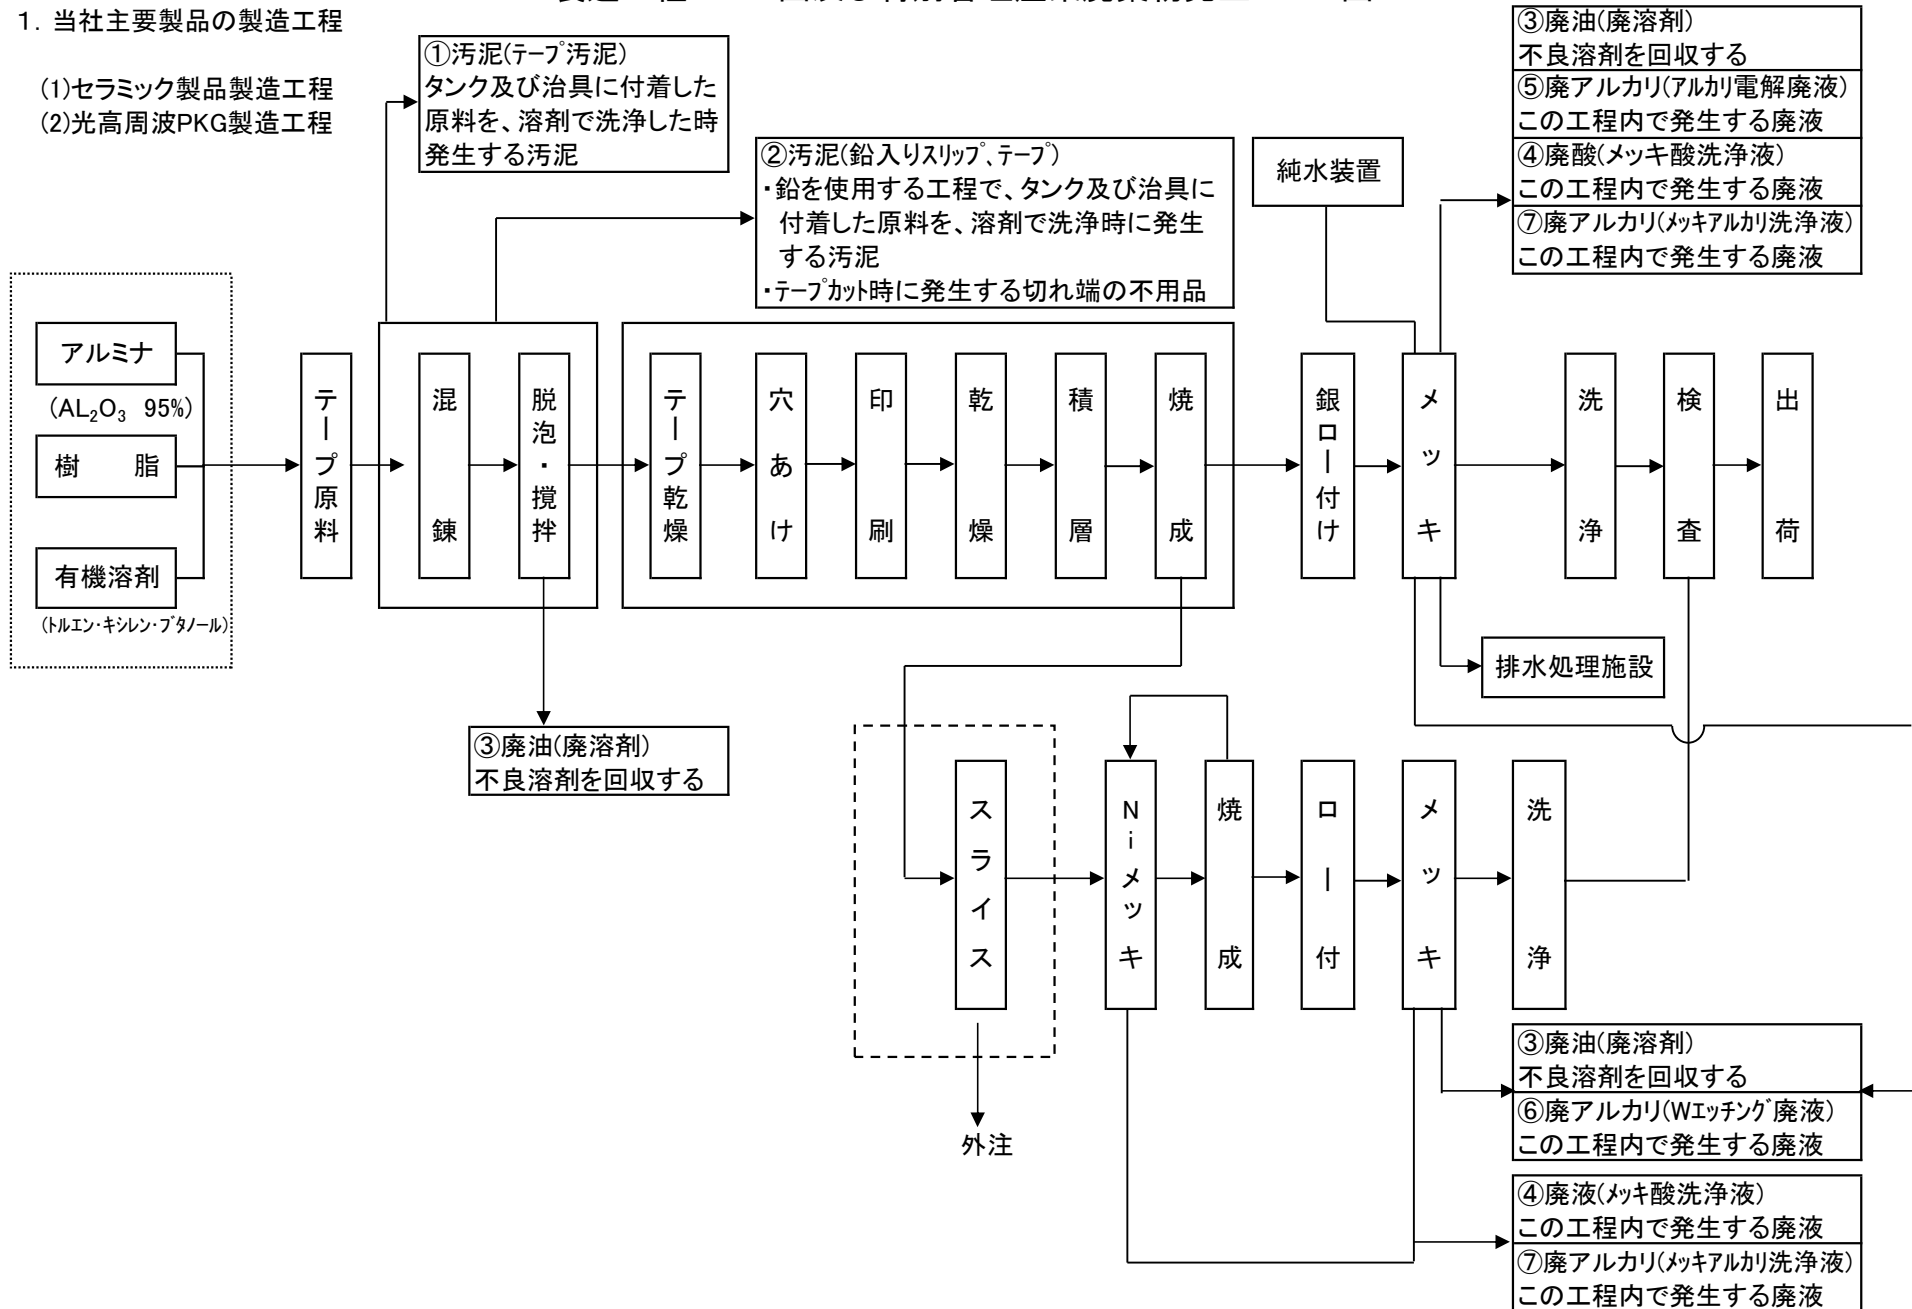 1. 当社主要製品の製造工程
(1)セラミック製品製造工程
(2)光高周波PKG製造工程
①汚泥(テープ汚泥)
タンク及び治具に付着した
原料を、溶剤で洗浄した時
発生する汚泥
②汚泥(鉛入りスリップ、テープ)
・鉛を使用する工程で、タンク及び治具に
付着した原料を、溶剤で洗浄時に発生
する汚泥
・テープカット時に発生する切れ端の不用品
純水装置
③廃油(廃溶剤)
不良溶剤を回収する
⑤廃アルカリ(アルカリ電解廃液)
この工程内で発生する廃液
④廃酸(メッキ酸洗浄液)
この工程内で発生する廃液
⑦廃アルカリ(メッキアルカリ洗浄液)
この工程内で発生する廃液
アルミナ
(AL₂O₃ 95%)
樹 脂
有機溶剤
(トルエン・キシレン・ブタノール)
テープ原料
混錬
脱泡・撹拌
テープ乾燥
穴あけ
印刷
乾燥
積層
焼成
銀ロー付け
メッキ
洗浄
検査
出荷
排水処理施設
③廃油(廃溶剤)
不良溶剤を回収する
スライス
Niメッキ
焼成
ロー付
メッキ
洗浄
外注
③廃油(廃溶剤)
不良溶剤を回収する
⑥廃アルカリ(Wエッチング廃液)
この工程内で発生する廃液
④廃液(メッキ酸洗浄液)
この工程内で発生する廃液
⑦廃アルカリ(メッキアルカリ洗浄液)
この工程内で発生する廃液